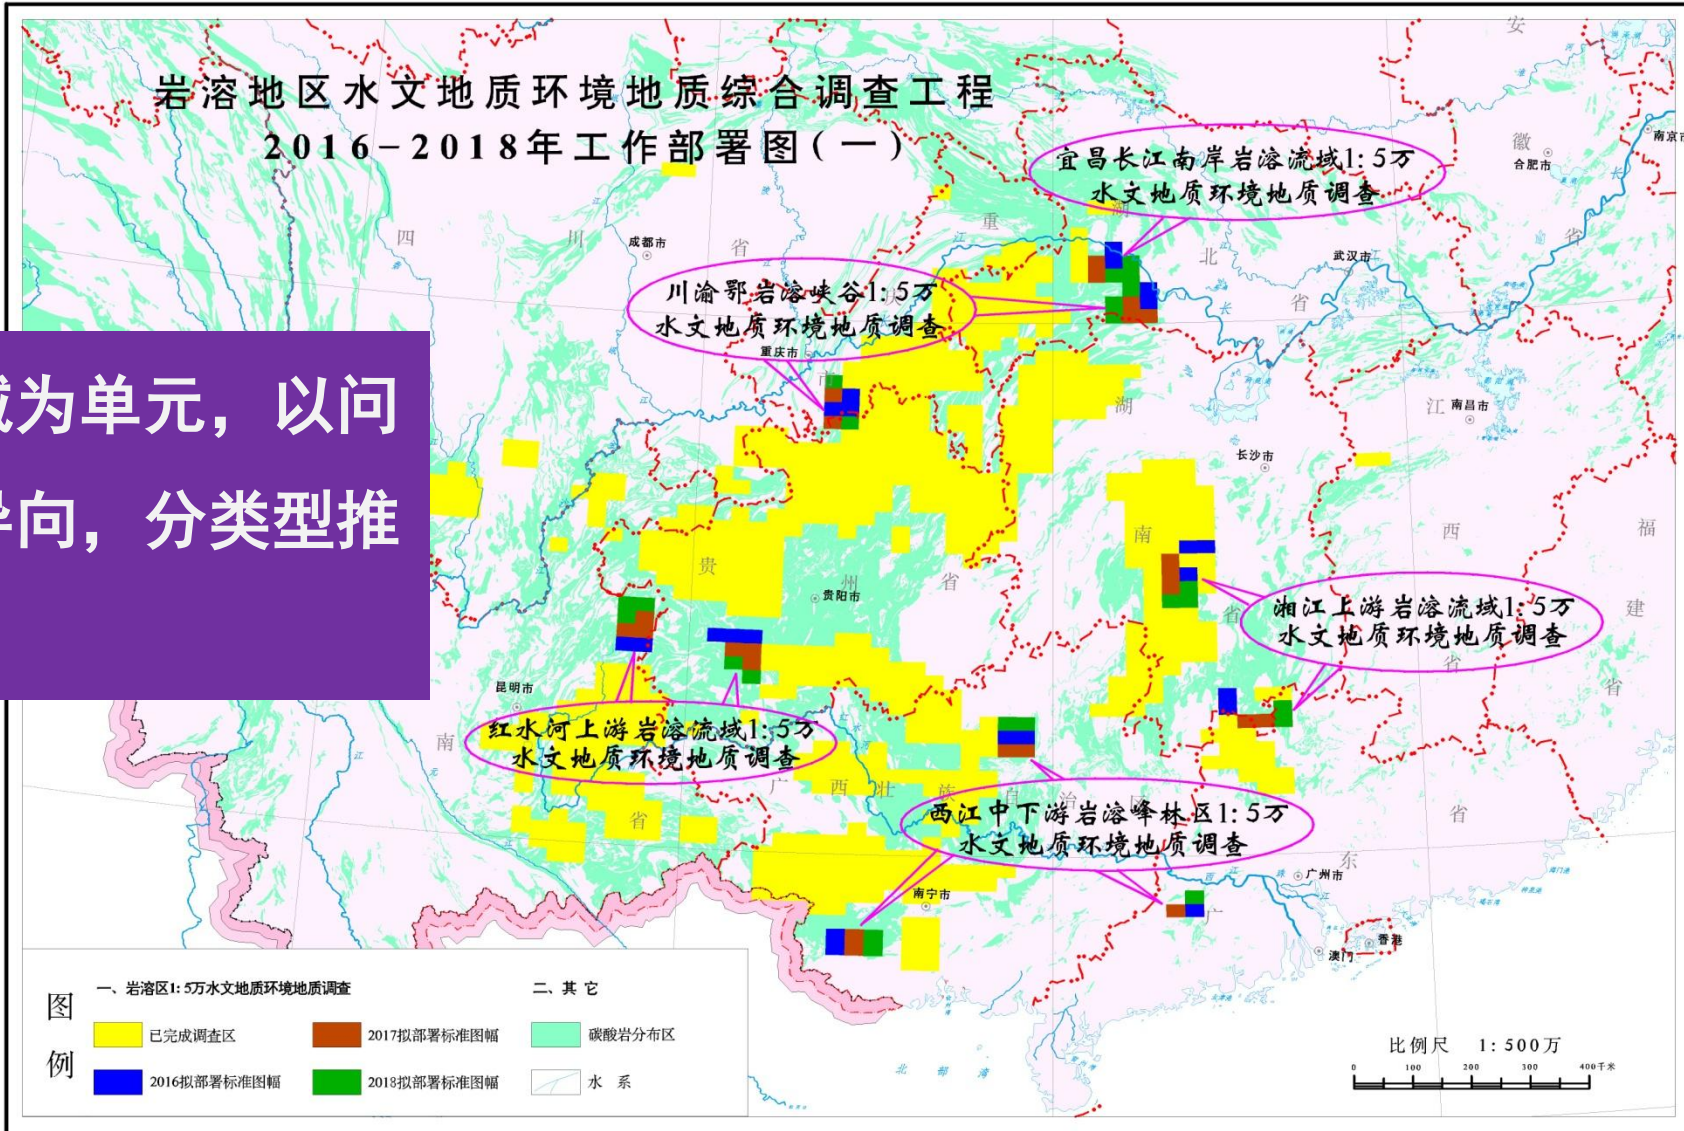 岩溶地区水文地质环境地质综合调查工程
2016-2018年工作部署图(一)
安
徽
南京市
合肥市
宜昌长江南岸岩溶流域1:5万
水文地质环境地质调查
四
川
省
成都市
重
湖
北
省
武汉市
省
川渝鄂岩溶峡谷1:5万
水文地质环境地质调查
重庆市
域为单元，以问
导向，分类型推
湖
江
南昌市
长沙市
南
西
福
贵
州
省
贵阳市
湘江上游岩溶流域1:5万
水文地质环境地质调查
省
建
省
省
昆明市
南
红水河上游岩溶流域1:5万
水文地质环境地质调查
广
西
壮
族
自
治
区
省
西江中下游岩溶峰林区1:5万
水文地质环境地质调查
省
东
广州市
南宁市
广
香港
澳门
图
例
一、岩溶区1:5万水文地质环境地质调查
二、其 它
已完成调查区
2017拟部署标准图幅
碳酸岩分布区
2016拟部署标准图幅
2018拟部署标准图幅
水 系
北 部 湾
比例尺 1:500万
0 100 200 300 400千米